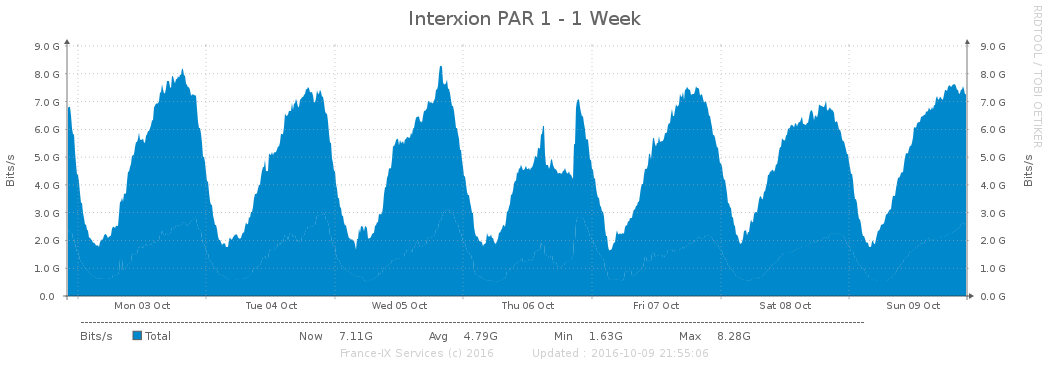 Interxion PAR 1 - 1 Week
RRDTOOL / TOBI OETIKER
Bits/s
9.0 G 9.0 G
8.0 G 8.0 G
7.0 G 7.0 G
6.0 G 6.0 G
5.0 G 5.0 G
4.0 G 4.0 G
3.0 G 3.0 G
2.0 G 2.0 G
1.0 G 1.0 G
0.0 0.0 G
Bits/s
Mon 03 Oct Tue 04 Oct Wed 05 Oct Thu 06 Oct Fri 07 Oct Sat 08 Oct Sun 09 Oct
Bits/s Total Now 7.11G Avg 4.79G Min 1.63G Max 8.28G
France-IX Services (c) 2016 Updated : 2016-10-09 21:55:06